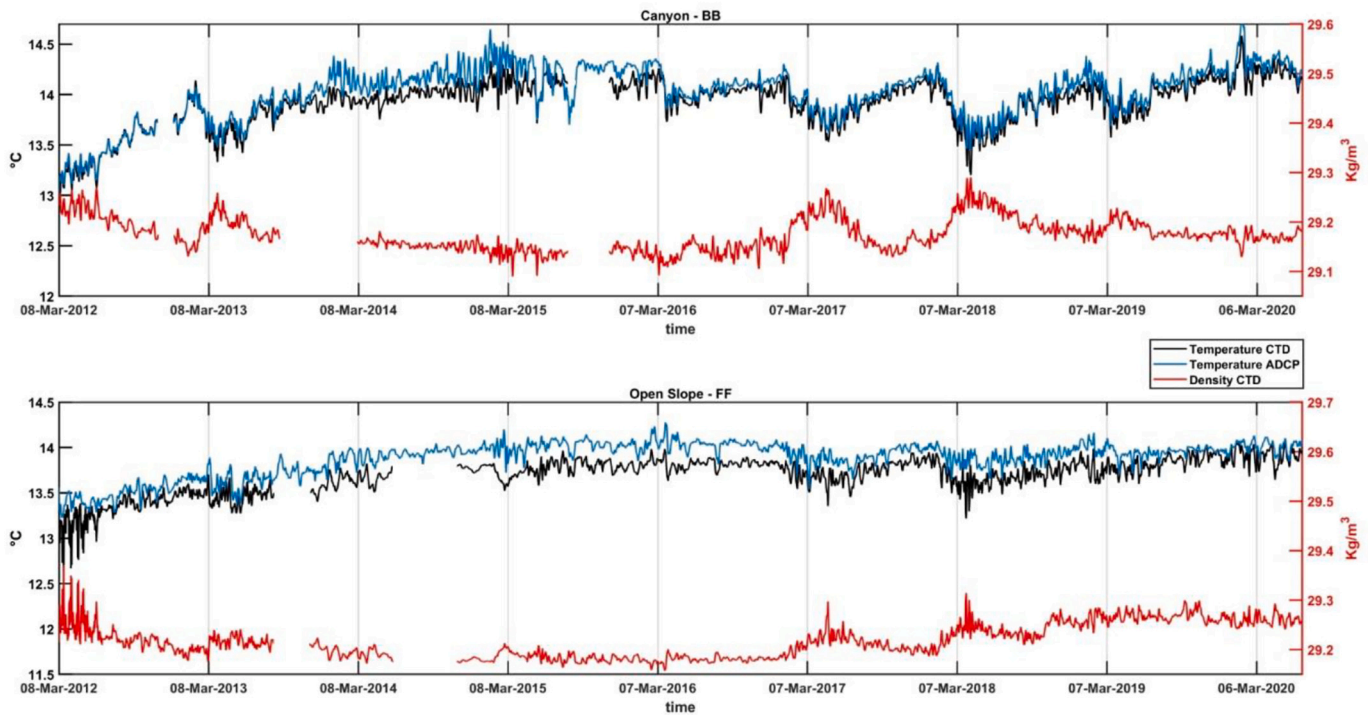 Canyon - BB
14.5
14
13.5
13
12.5
12
°C
29.6
29.5
29.4
29.3
29.2
29.1
Kg/m³
08-Mar-2012 08-Mar-2013 08-Mar-2014 08-Mar-2015 07-Mar-2016 07-Mar-2017 07-Mar-2018 07-Mar-2019 06-Mar-2020
time
Temperature CTD
Temperature ADCP
Density CTD
Open Slope - FF
14.5
14
13.5
13
12.5
12
11.5
°C
29.7
29.6
29.5
29.4
29.3
29.2
Kg/m³
08-Mar-2012 08-Mar-2013 08-Mar-2014 08-Mar-2015 07-Mar-2016 07-Mar-2017 07-Mar-2018 07-Mar-2019 06-Mar-2020
time